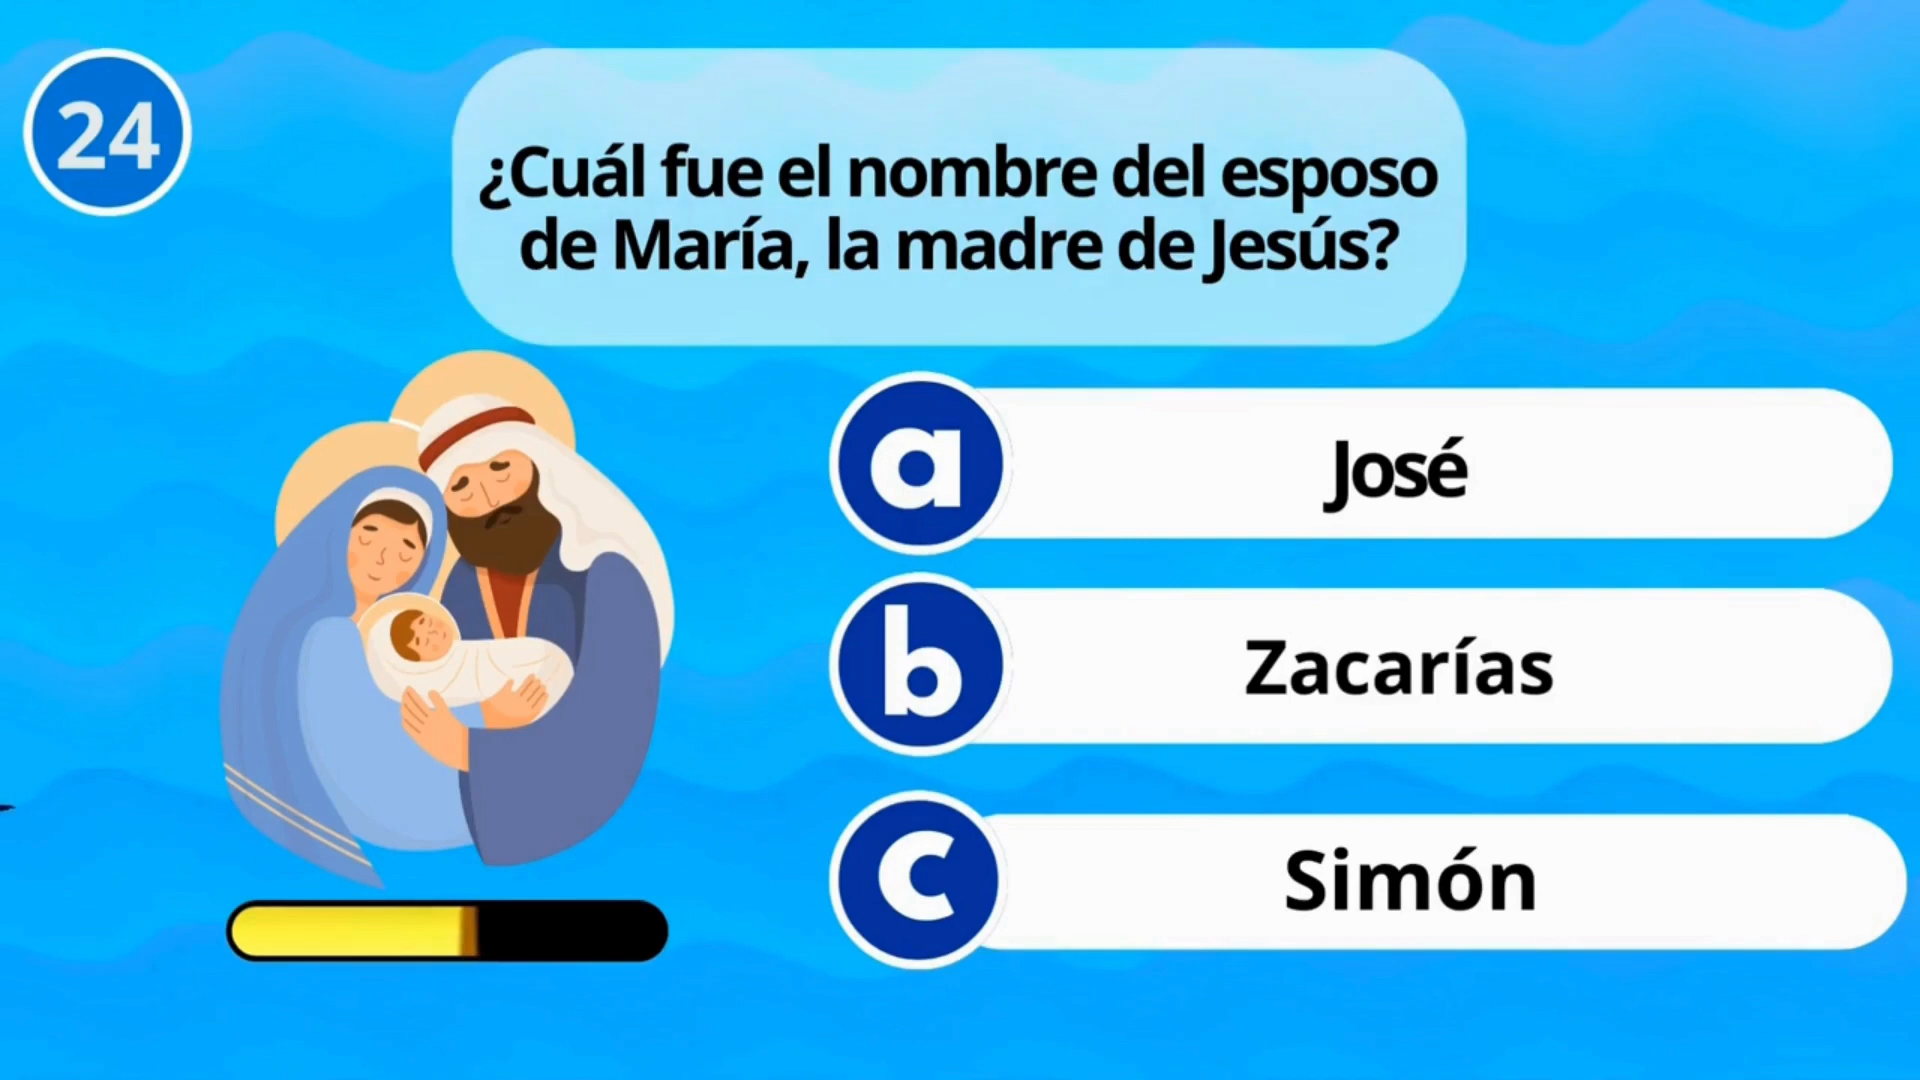 24
¿Cuál fue el nombre del esposo
de María, la madre de Jesús?
a José
b Zacarías
c Simón